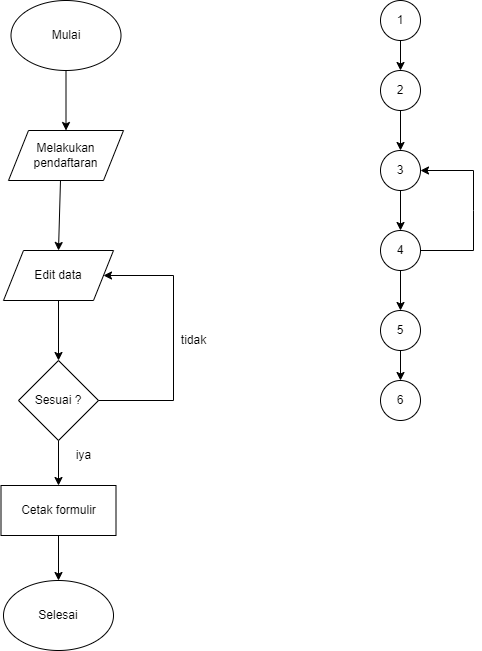 Mulai
Melakukan
pendaftaran
Edit data
tidak
Sesuai ?
iya
Cetak formulir
Selesai
1
2
3
4
5
6